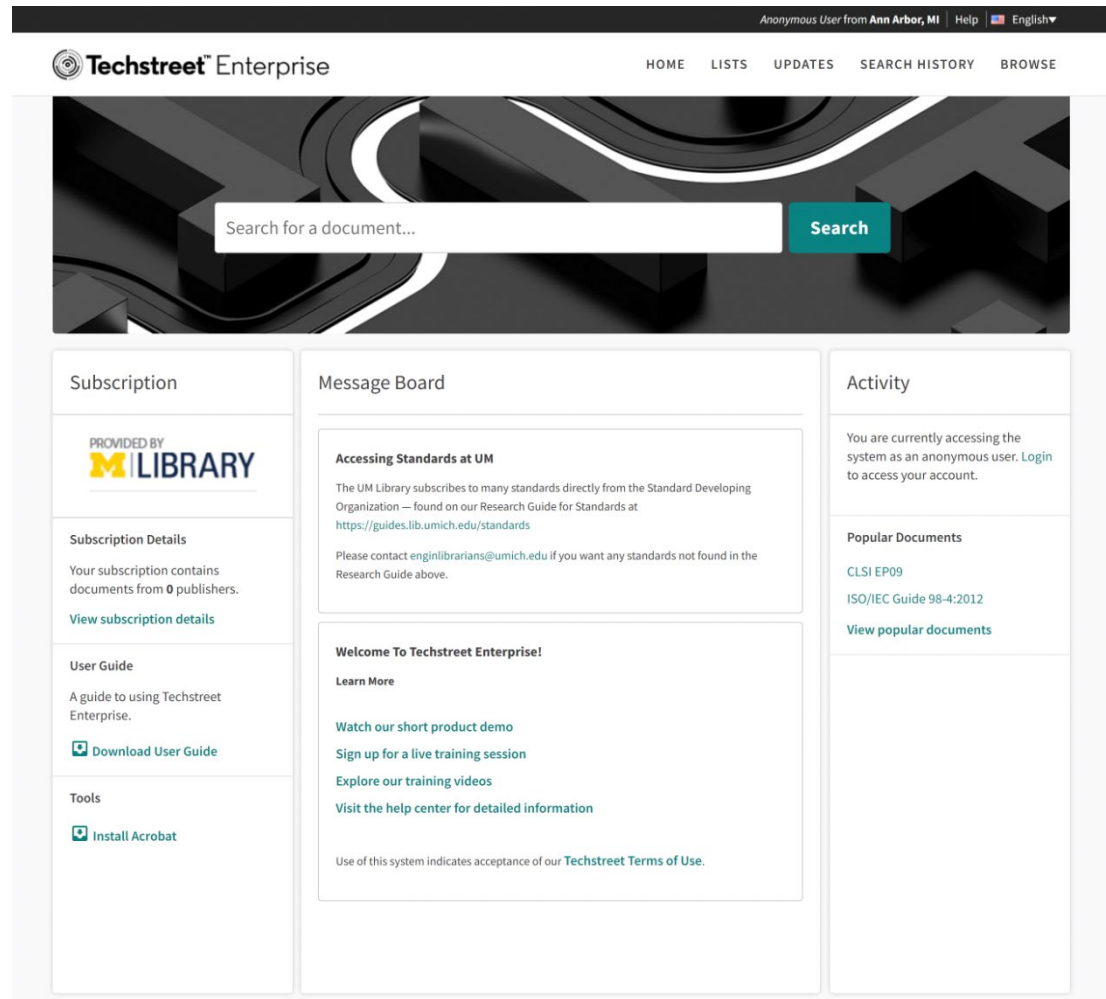 Anonymous User from Ann Arbor, MI | Help | English▾
Techstreet™ Enterprise
HOME LISTS UPDATES SEARCH HISTORY BROWSE
Search for a document... Search
Subscription
PROVIDED BY
M LIBRARY
Subscription Details
Your subscription contains
documents from 0 publishers.
View subscription details
User Guide
A guide to using Techstreet
Enterprise.
Download User Guide
Tools
Install Acrobat
Message Board
Accessing Standards at UM
The UM Library subscribes to many standards directly from the Standard Developing
Organization — found on our Research Guide for Standards at
https://guides.lib.umich.edu/standards
Please contact enginlibrarians@umich.edu if you want any standards not found in the
Research Guide above.
Welcome To Techstreet Enterprise!
Learn More
Watch our short product demo
Sign up for a live training session
Explore our training videos
Visit the help center for detailed information
Use of this system indicates acceptance of our Techstreet Terms of Use.
Activity
You are currently accessing the
system as an anonymous user. Login
to access your account.
Popular Documents
CLSI EP09
ISO/IEC Guide 98-4:2012
View popular documents